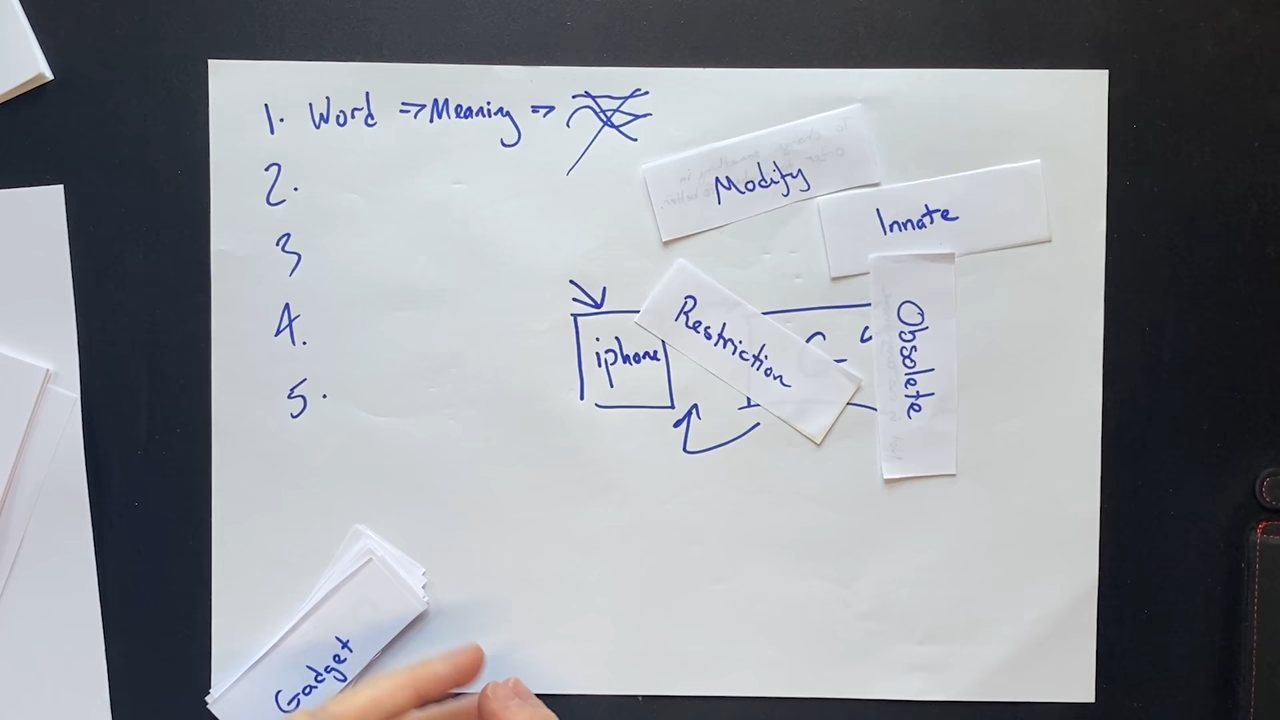 1. Word ⇒ Meaning ⇒
2.
3
4.
5.
Modify
Innate
Restriction
Obsolete
iphone
Gadget